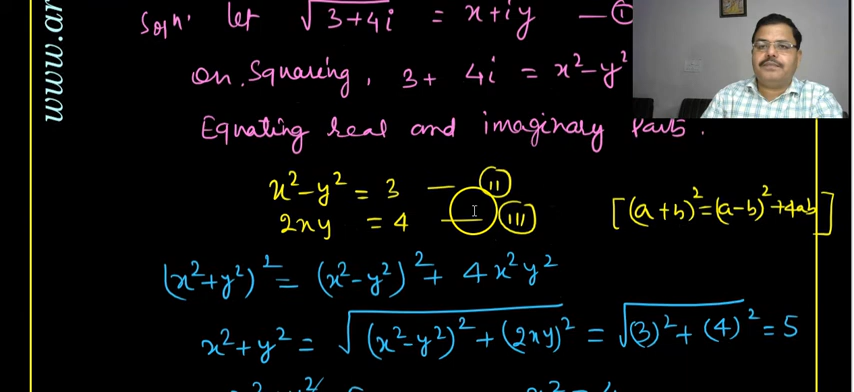 www.ar
Soln. Let √3+4i = x+iy — (I)
On. Squaring, 3+ 4i = x²-y²
Equating real and imaginary Parts.
x²-y² = 3 — (II)
2xy = 4 — (III)
[(a+b)²=(a-b)²+4ab]
(x²+y²)² = (x²-y²)² + 4x²y²
x²+y² = √(x²-y²)²+(2xy)² = √(3)²+(4)² = 5